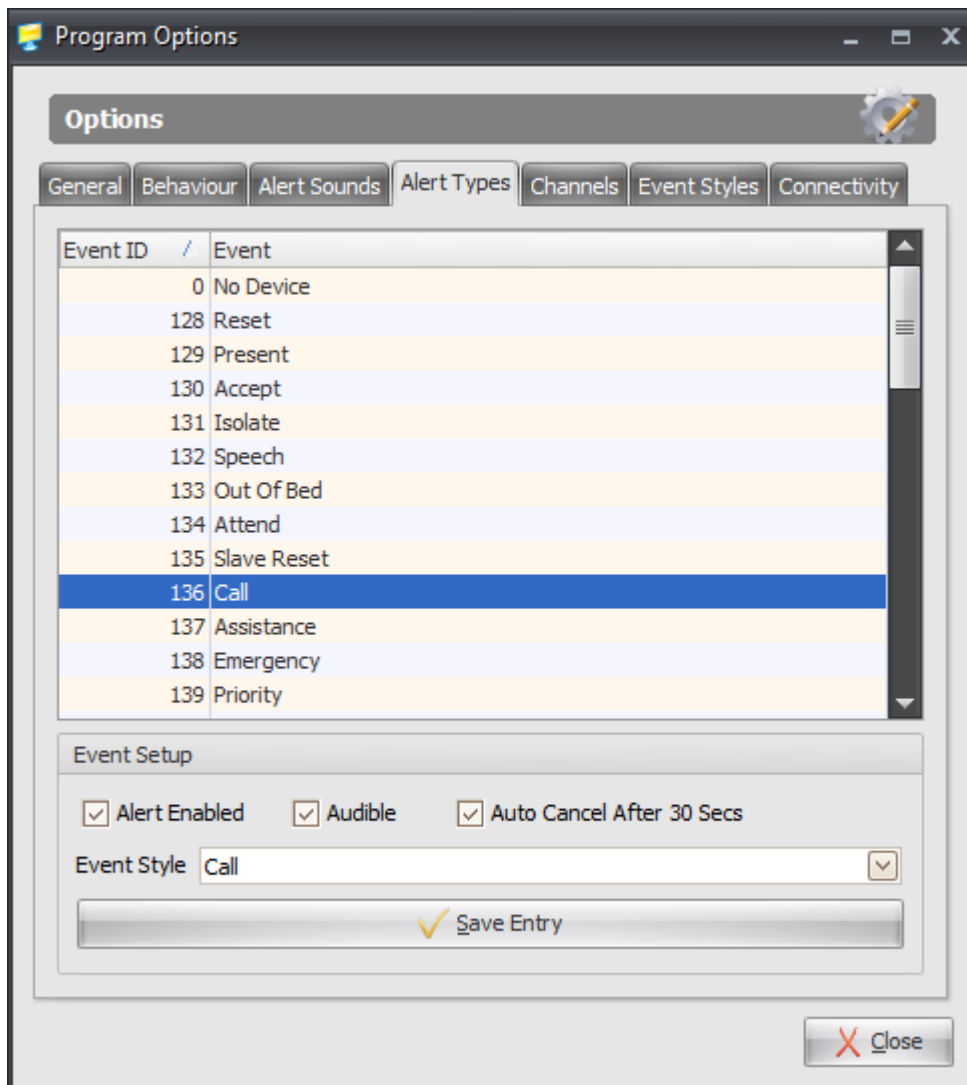 Program Options
Options
General Behaviour Alert Sounds Alert Types Channels Event Styles Connectivity
Event ID Event
0 No Device
128 Reset
129 Present
130 Accept
131 Isolate
132 Speech
133 Out Of Bed
134 Attend
135 Slave Reset
136 Call
137 Assistance
138 Emergency
139 Priority
Event Setup
Alert Enabled Audible Auto Cancel After 30 Secs
Event Style Call
Save Entry
Close